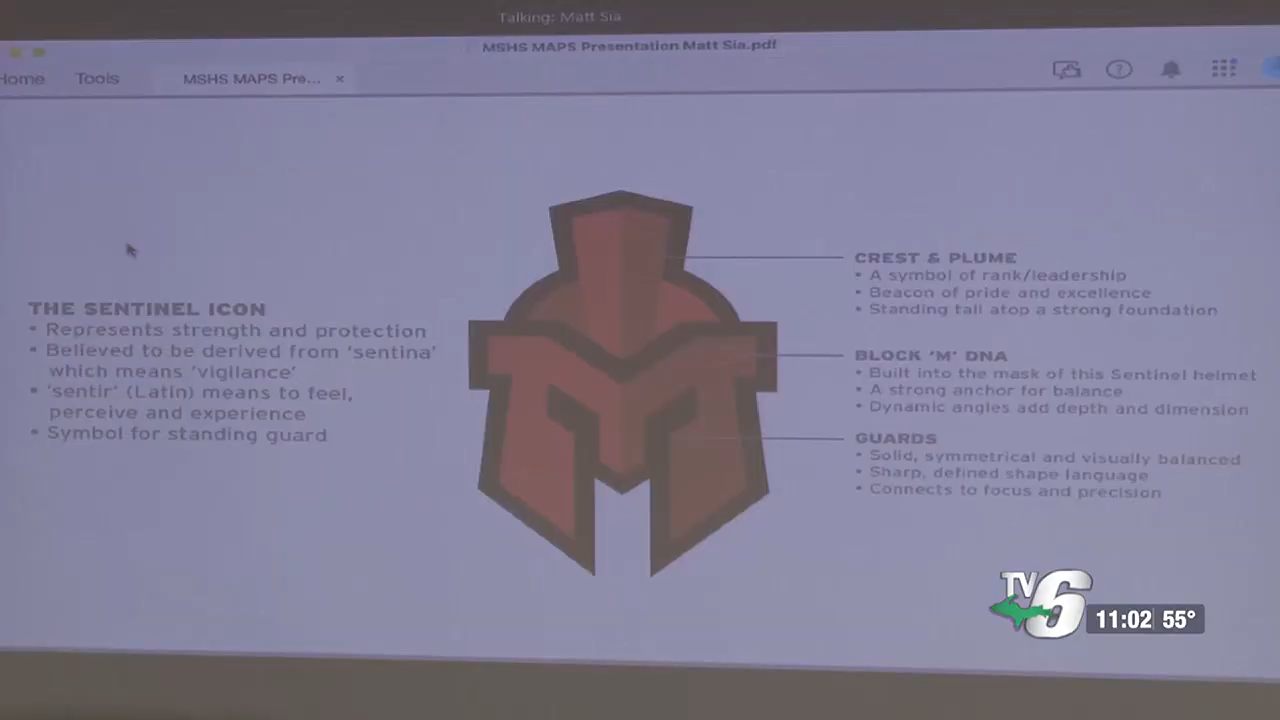 Talking: Matt Sia
MSHS MAPS Presentation Matt Sia.pdf
Home
Tools
MSHS MAPS Pre... ×
THE SENTINEL ICON
• Represents strength and protection
• Believed to be derived from ‘sentina’
which means ‘vigilance’
• ‘sentir’ (Latin) means to feel,
perceive and experience
• Symbol for standing guard
CREST & PLUME
• A symbol of rank/leadership
• Beacon of pride and excellence
• Standing tall atop a strong foundation
BLOCK ‘M’ DNA
• Built into the mask of this Sentinel helmet
• A strong anchor for balance
• Dynamic angles add depth and dimension
GUARDS
• Solid, symmetrical and visually balanced
• Sharp, defined shape language
• Connects to focus and precision
TV6
11:02 55°